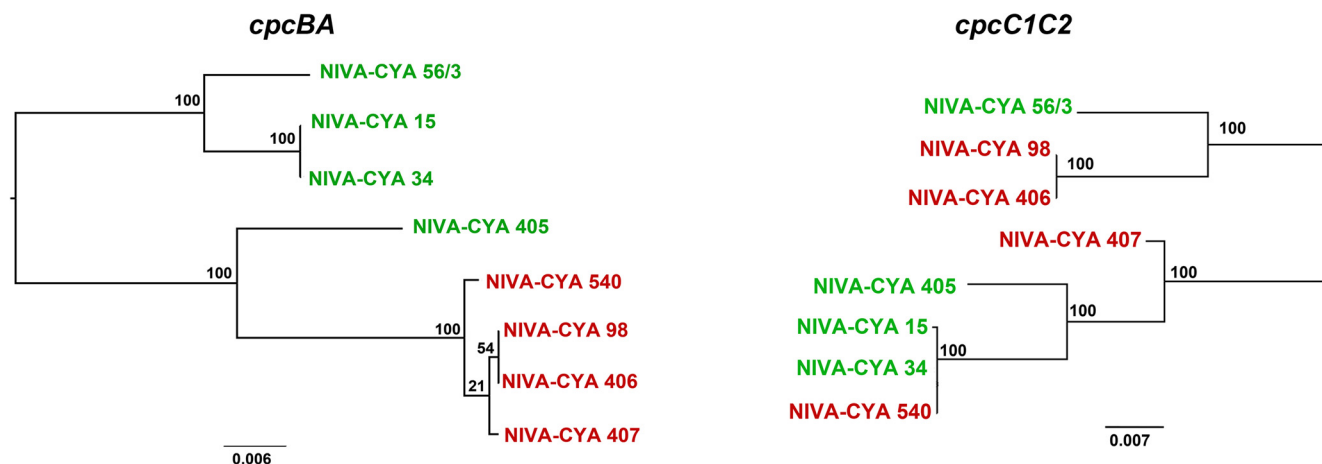 cpcBA
NIVA-CYA 56/3
100
NIVA-CYA 15
100
NIVA-CYA 34
NIVA-CYA 405
100
NIVA-CYA 540
100
NIVA-CYA 98
54
NIVA-CYA 406
21
NIVA-CYA 407
0.006
cpcC1C2
NIVA-CYA 56/3
100
NIVA-CYA 98
100
NIVA-CYA 406
NIVA-CYA 407
100
NIVA-CYA 405
100
NIVA-CYA 15
100
NIVA-CYA 34
NIVA-CYA 540
0.007